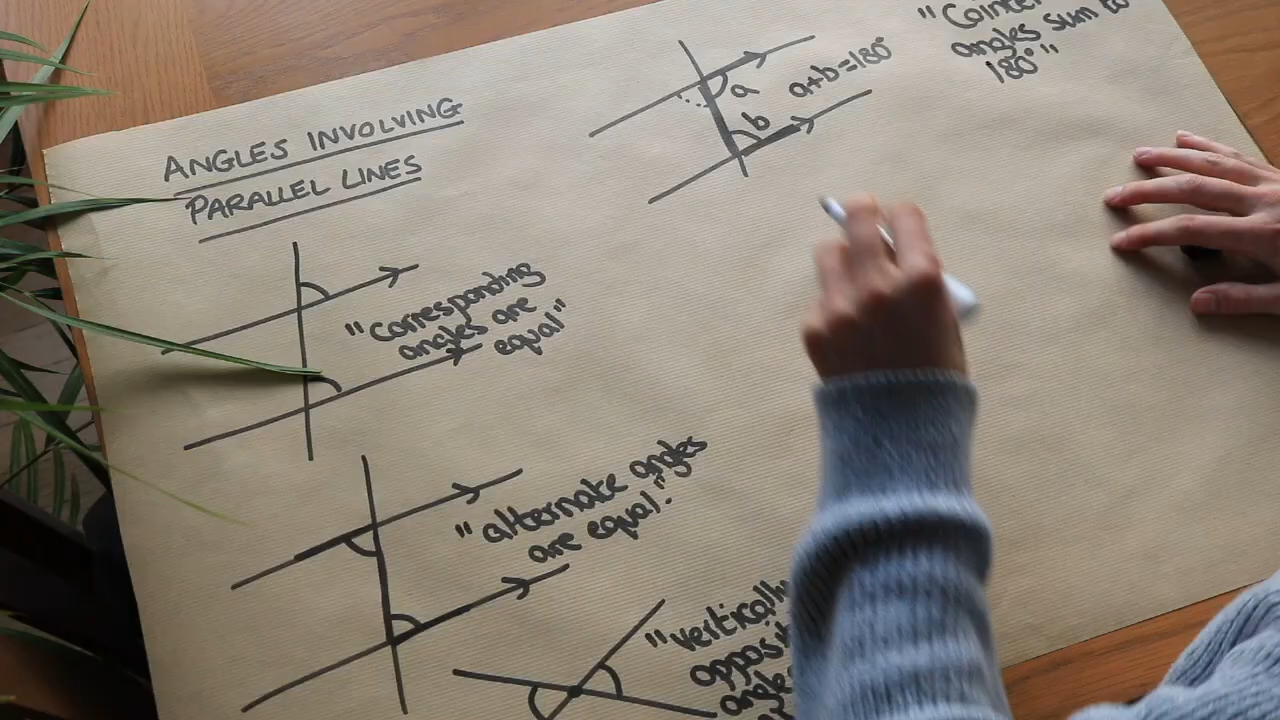 ANGLES INVOLVING
PARALLEL LINES
"Corresponding
angles are
equal"
"alternate angles
are equal."
"Vertically
a
b
a+b=180°
angles sum to
180°"